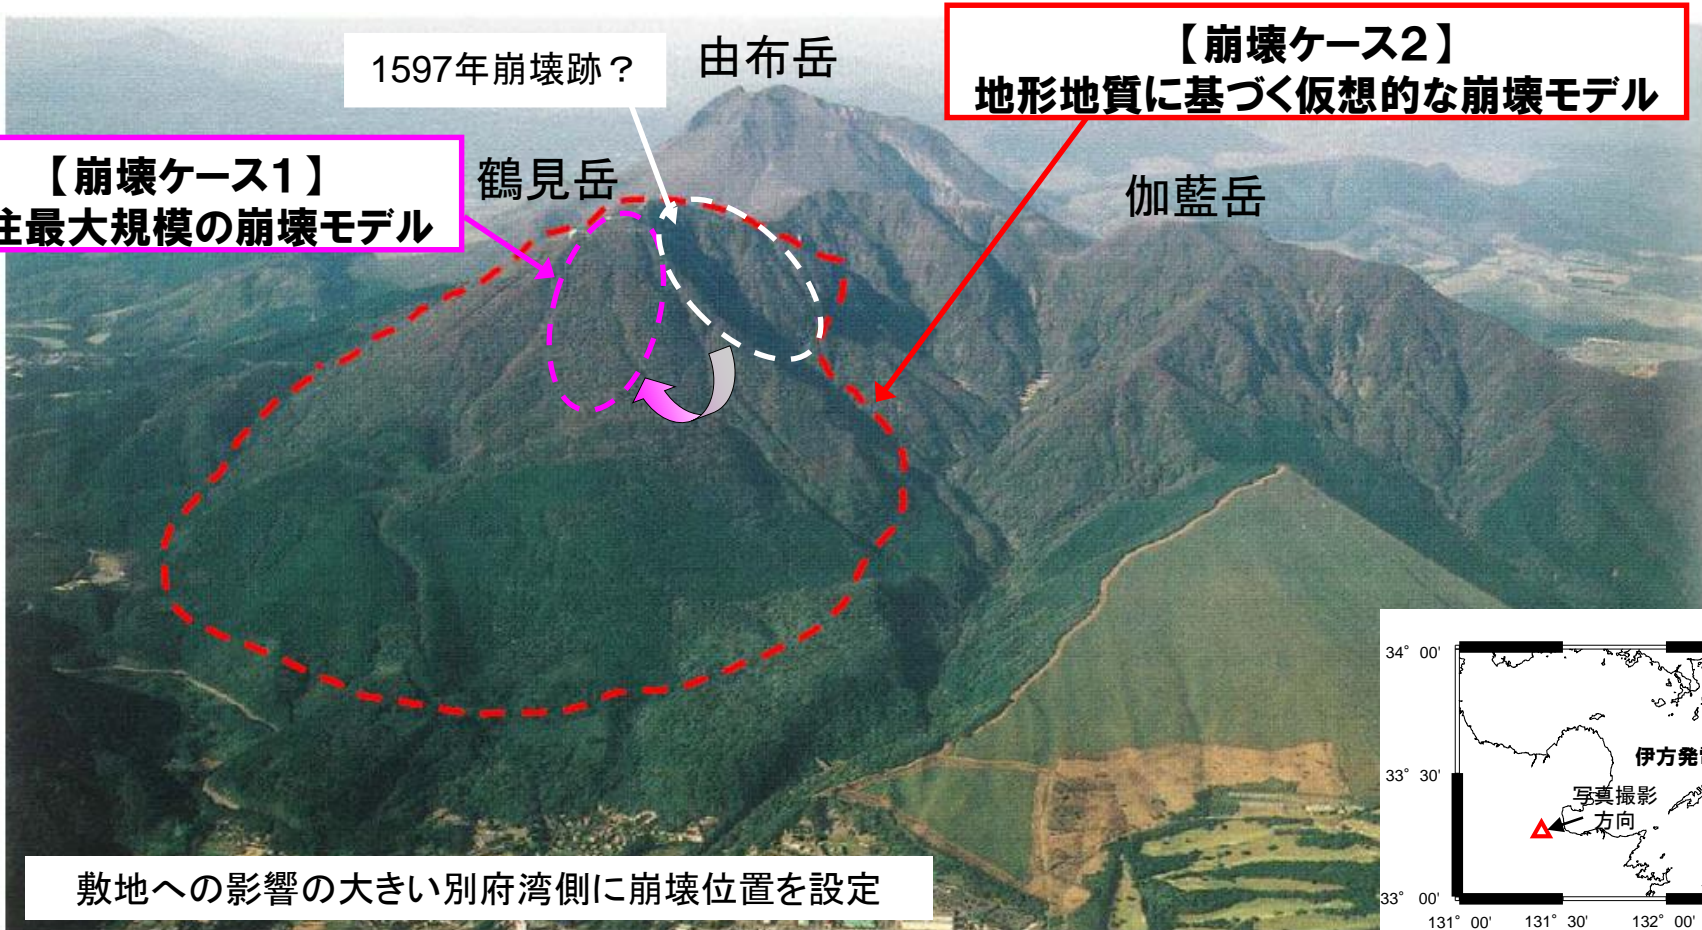 1597年崩壊跡？
由布岳
【崩壊ケース2】
地形地質に基づく仮想的な崩壊モデル
【崩壊ケース1】
最大規模の崩壊モデル
鶴見岳
伽藍岳
34° 00'
伊方発
33° 30'
写真撮影
方向
33° 00'
131° 00' 131° 30' 132° 00'
敷地への影響の大きい別府湾側に崩壊位置を設定